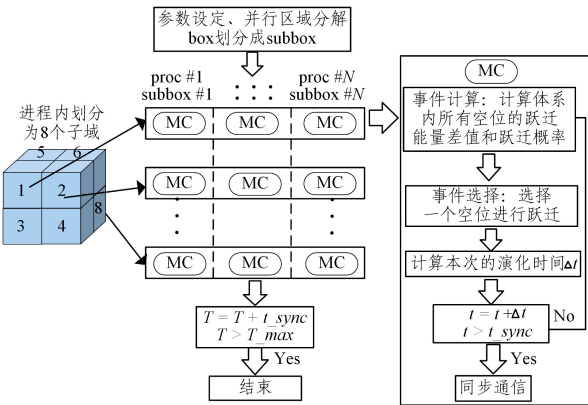 参数设定、并行区域分解
box划分成subbox
proc #1
subbox #1
proc #N
subbox #N
进程内划分
为8个子域
5 6
1 2
8
3 4
MC MC MC
MC MC MC
MC MC MC
T = T + t_sync
T > T_max
Yes
结束
MC
事件计算：计算体系
内所有空位的跃迁
能量差值和跃迁概率
事件选择：选择
一个空位进行跃迁
计算本次的演化时间Δt
t = t+Δt
t > t_sync
No
Yes
同步通信